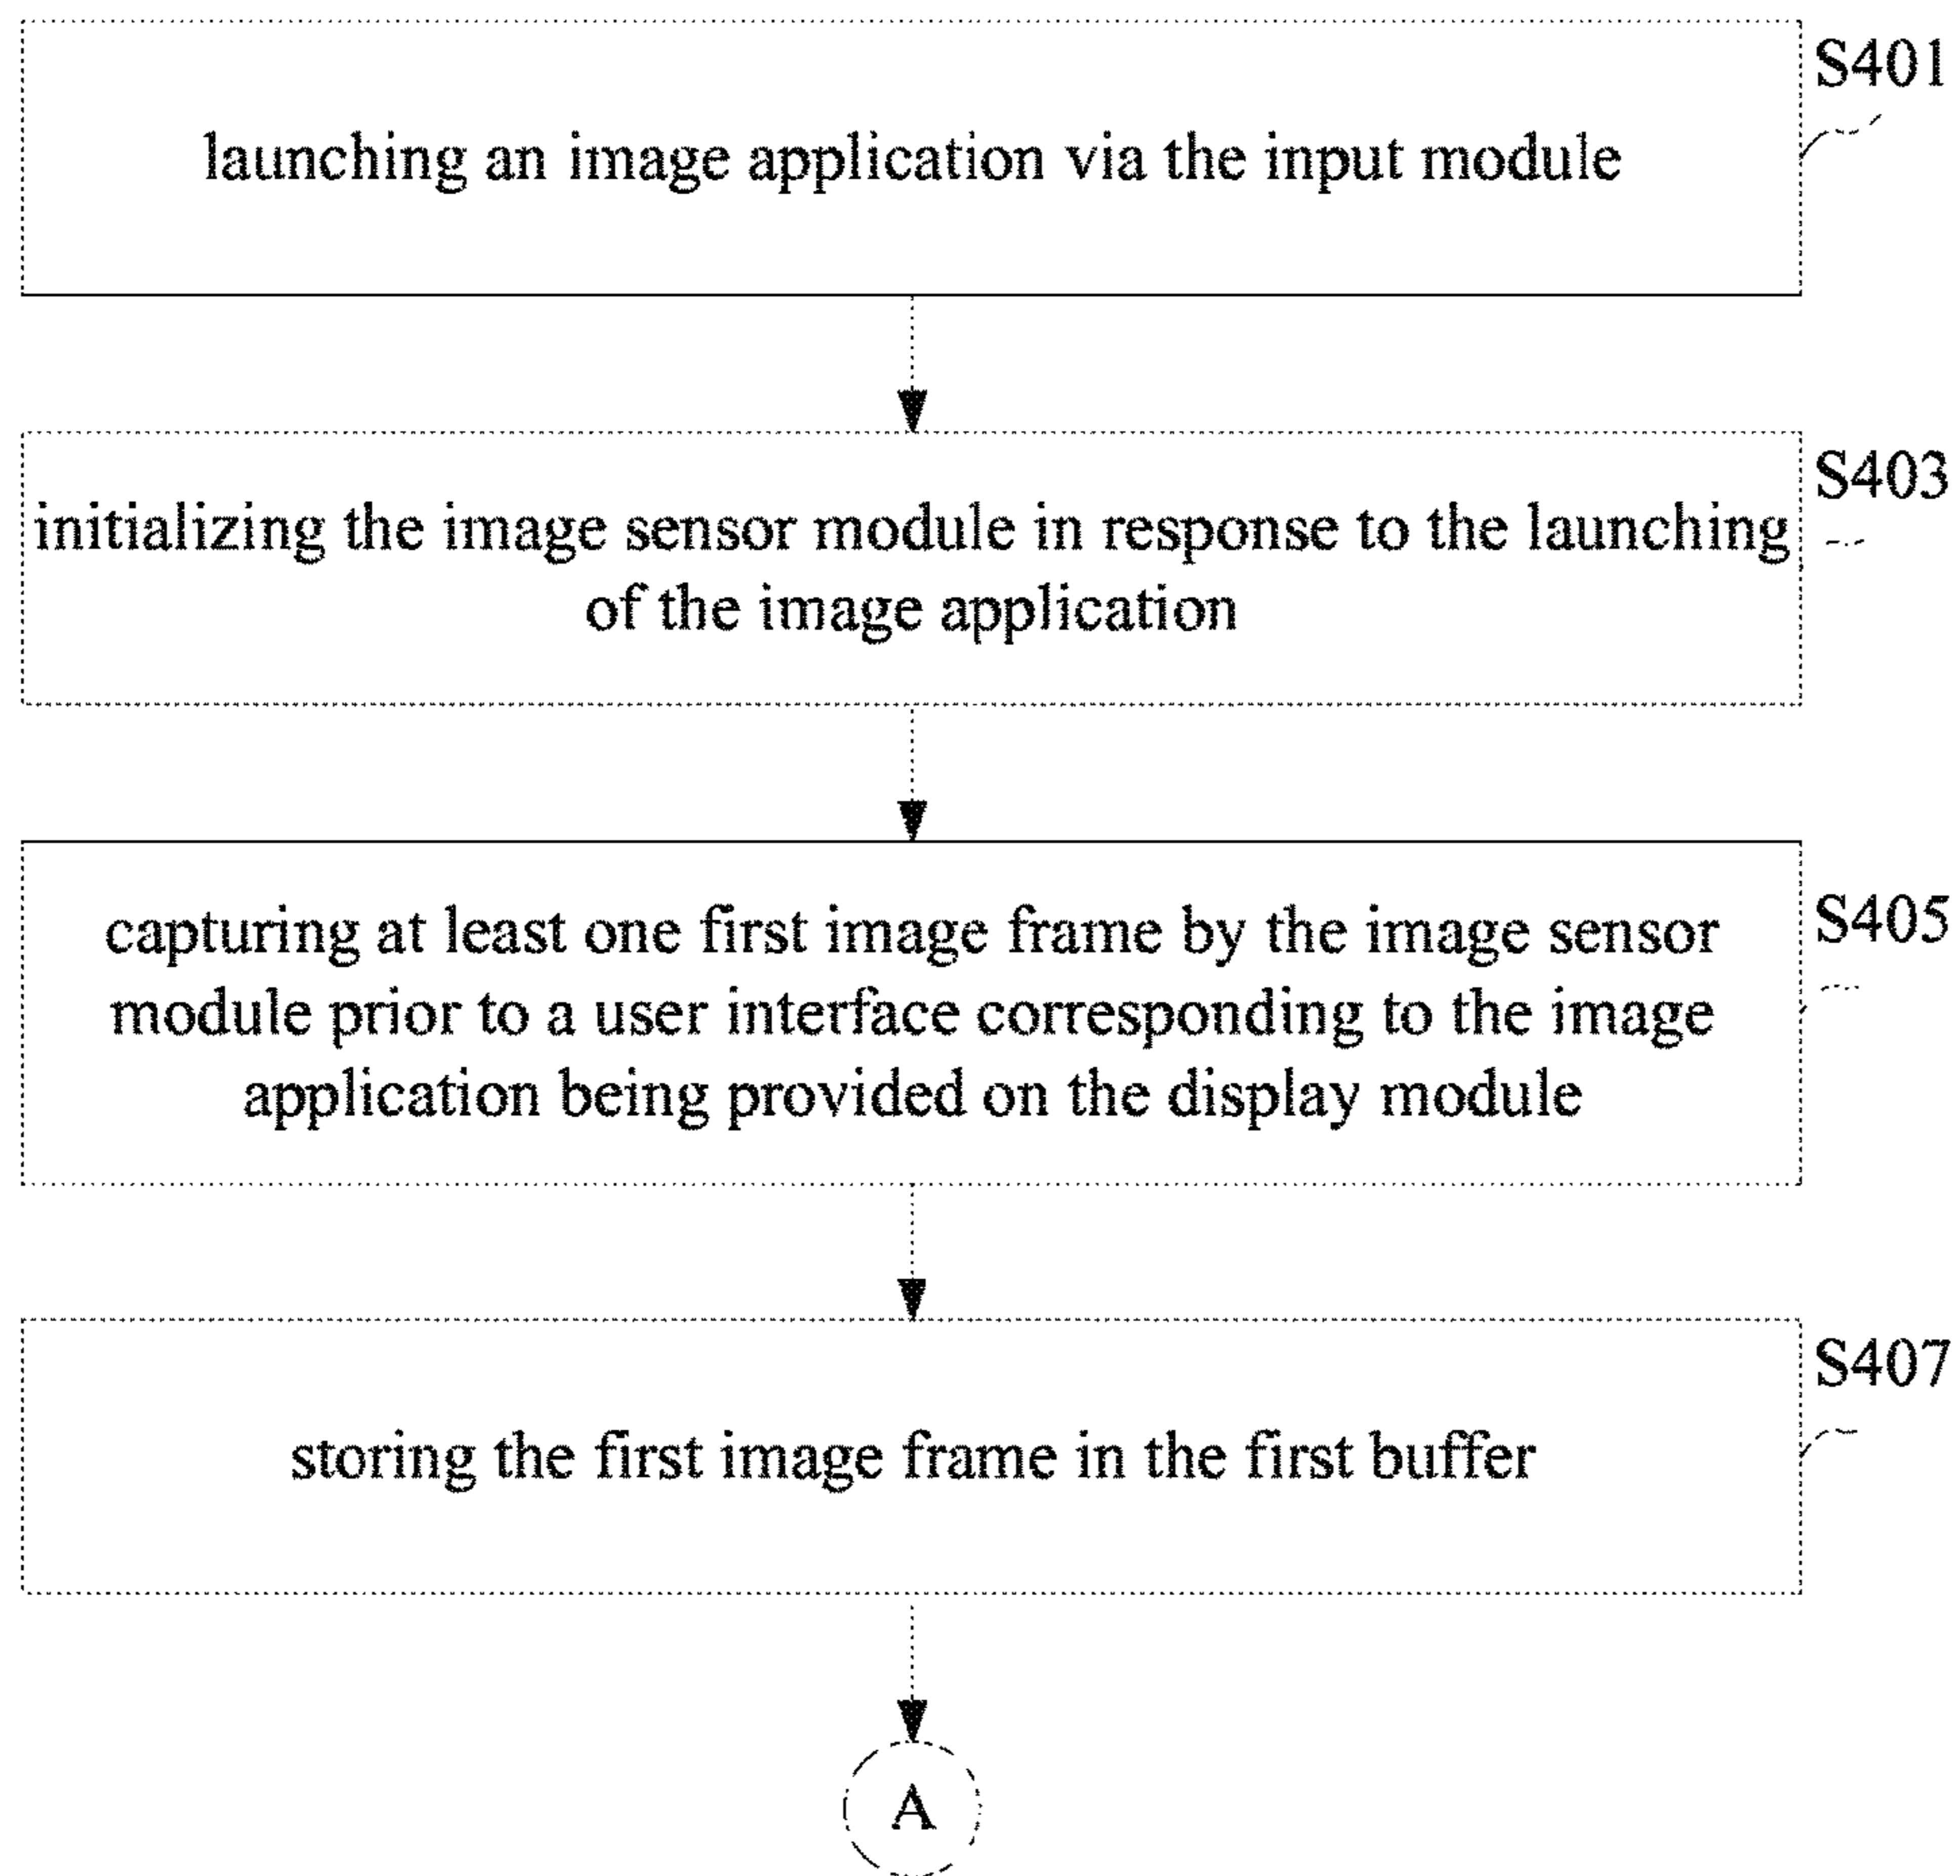 S401
launching an image application via the input module
S403
initializing the image sensor module in response to the launching
of the image application
S405
capturing at least one first image frame by the image sensor
module prior to a user interface corresponding to the image
application being provided on the display module
S407
storing the first image frame in the first buffer
A